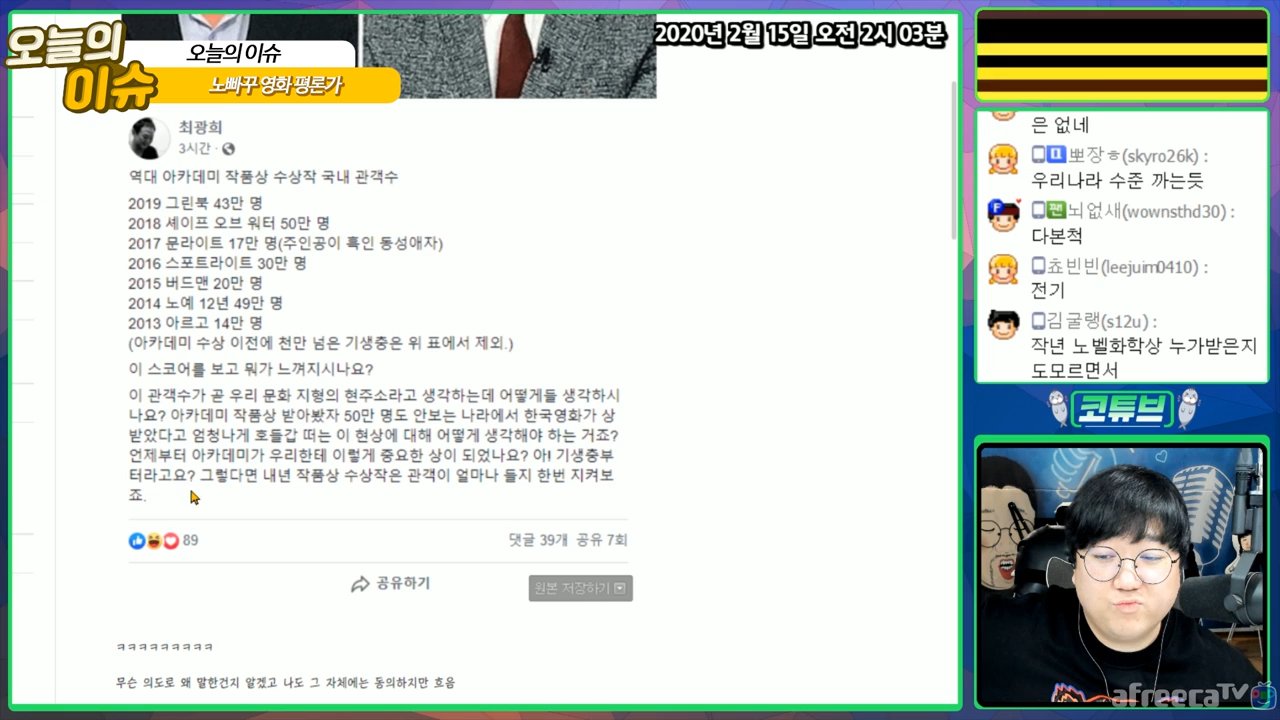 오늘의 이슈
오늘의 이슈
노빠꾸 영화 평론가
2020년 2월 15일 오전 2시 03분
최광희
3시간 ·
역대 아카데미 작품상 수상작 국내 관객수
2019 그린북 43만 명
2018 셰이프 오브 워터 50만 명
2017 문라이트 17만 명(주인공이 흑인 동성애자)
2016 스포트라이트 30만 명
2015 버드맨 20만 명
2014 노예 12년 49만 명
2013 아르고 14만 명
(아카데미 수상 이전에 천만 넘은 기생충은 위 표에서 제외.)
이 스코어를 보고 뭐가 느껴지시나요?
이 관객수가 곧 우리 문화 지형의 현주소라고 생각하는데 어떻게들 생각하시
나요? 아카데미 작품상 받아봤자 50만 명도 안보는 나라에서 한국영화가 상
받았다고 엄청나게 호들갑 떠는 이 현상에 대해 어떻게 생각해야 하는 거죠?
언제부터 아카데미가 우리한테 이렇게 중요한 상이 되었나요? 아! 기생충부
터라고요? 그렇다면 내년 작품상 수상작은 관객이 얼마나 들지 한번 지켜보
죠.
89
댓글 39개 공유 7회
공유하기
원본 저장하기
ㅋㅋㅋㅋㅋㅋㅋㅋㅋ
무슨 의도로 왜 말한건지 알겠고 나도 그 자체에는 동의하지만 흐음
은 없네
뽀장ㅎ(skyro26k) :
우리나라 수준 까는듯
팬 뇌없새(wownsthd30) :
다본척
쵸빈빈(leejuim0410) :
전기
김굴랭(s12u) :
작년 노벨화학상 누가받은지
도모르면서
코튜브
afreecaTV